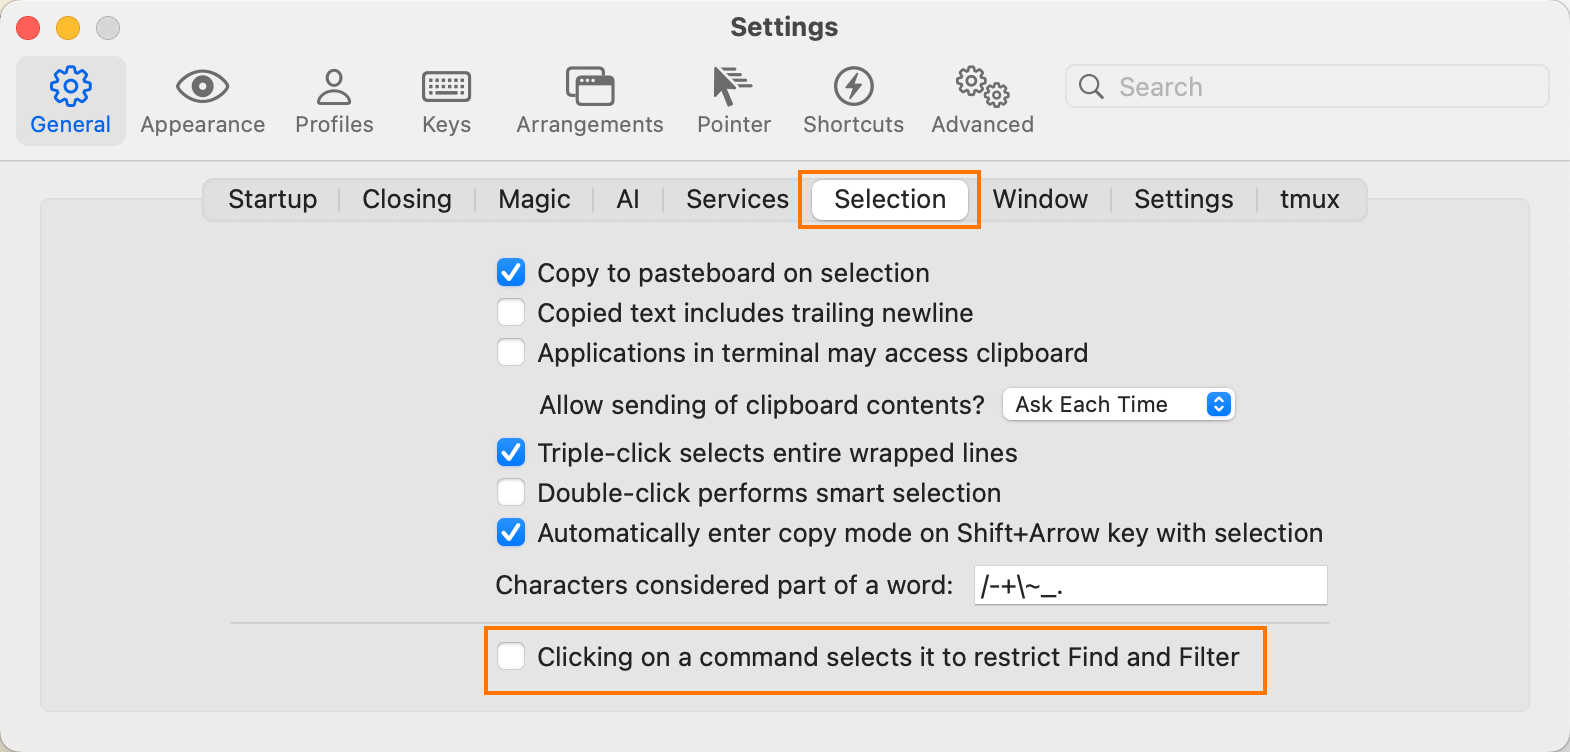 Settings
General Appearance Profiles Keys Arrangements Pointer Shortcuts Advanced Search
Startup Closing Magic AI Services Selection Window Settings tmux
Copy to pasteboard on selection
Copied text includes trailing newline
Applications in terminal may access clipboard
Allow sending of clipboard contents? Ask Each Time
Triple-click selects entire wrapped lines
Double-click performs smart selection
Automatically enter copy mode on Shift+Arrow key with selection
Characters considered part of a word: /-+\~_.
Clicking on a command selects it to restrict Find and Filter